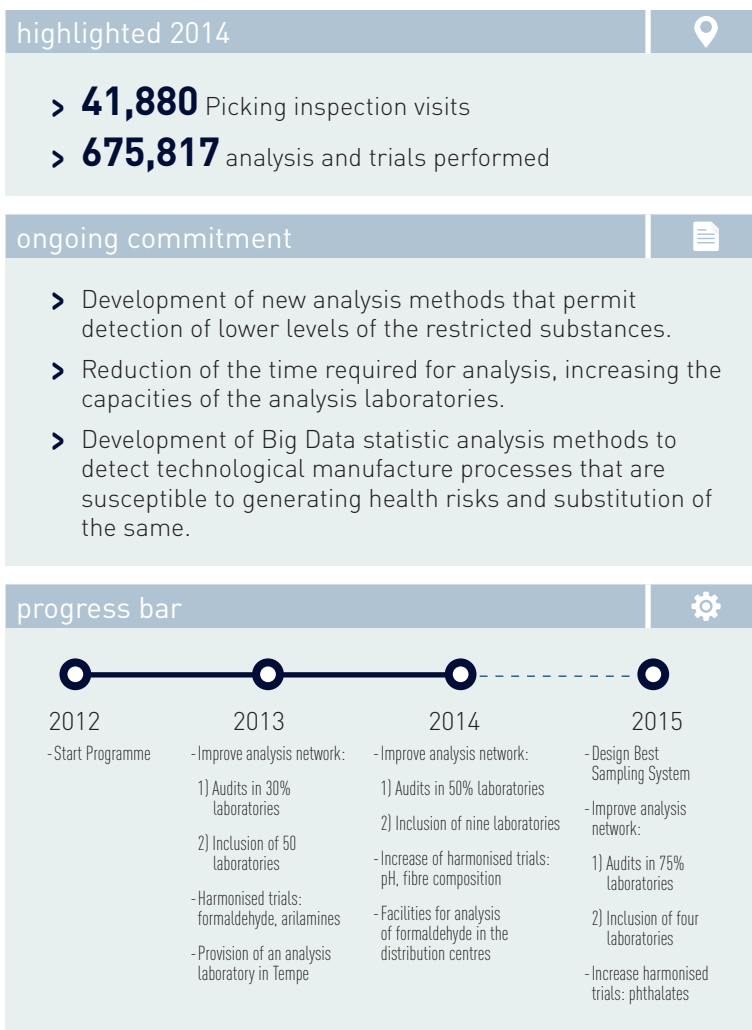 highlighted 2014
> 41,880 Picking inspection visits
> 675,817 analysis and trials performed
ongoing commitment
> Development of new analysis methods that permit
detection of lower levels of the restricted substances.
> Reduction of the time required for analysis, increasing the
capacities of the analysis laboratories.
> Development of Big Data statistic analysis methods to
detect technological manufacture processes that are
susceptible to generating health risks and substitution of
the same.
progress bar
2012
- Start Programme
2013
- Improve analysis network:
1) Audits in 30%
laboratories
2) Inclusion of 50
laboratories
- Harmonised trials:
formaldehyde, arilamines
- Provision of an analysis
laboratory in Tempe
2014
- Improve analysis network:
1) Audits in 50% laboratories
2) Inclusion of nine laboratories
- Increase of harmonised trials:
pH, fibre composition
- Facilities for analysis
of formaldehyde in the
distribution centres
2015
- Design Best
Sampling System
- Improve analysis
network:
1) Audits in 75%
laboratories
2) Inclusion of four
laboratories
- Increase harmonised
trials: phthalates